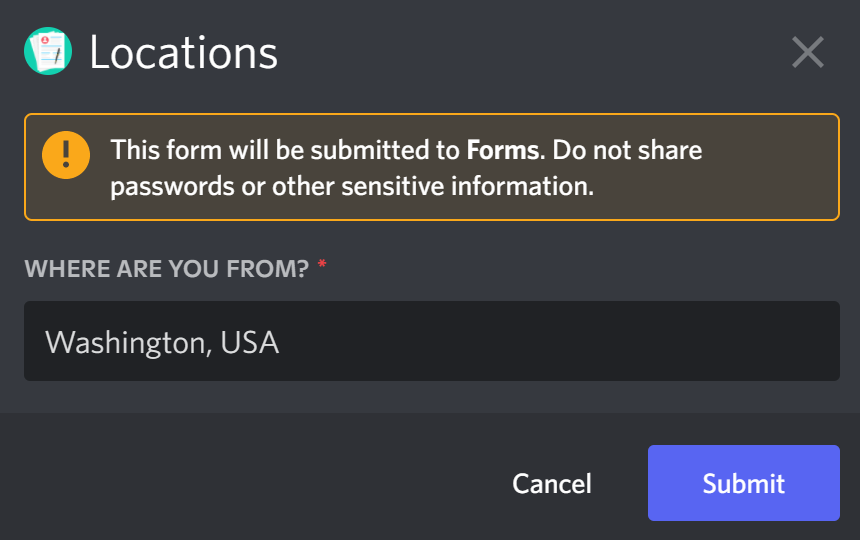 Locations
This form will be submitted to Forms. Do not share
passwords or other sensitive information.
WHERE ARE YOU FROM? *
Washington, USA
Cancel
Submit